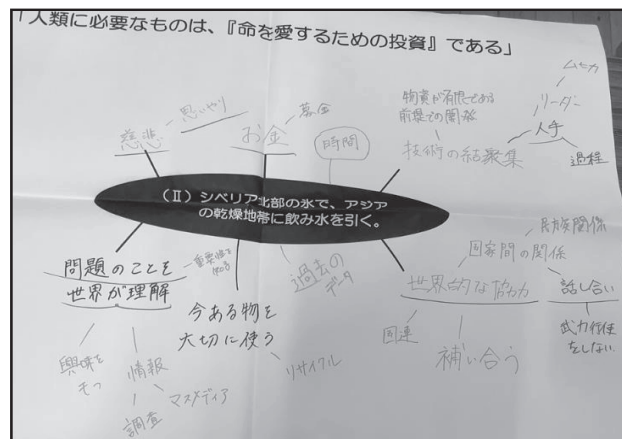 「人類に必要なものは、『命を愛するための投資』である」
慈悲
思いやり
お金
募金
時間
物資が有限である
前提での開発
技術の結聚集
人手
リーダー
過程
(Ⅱ) シベリア北部の氷で、アジア
の乾燥地帯に飲み水を引く。
問題のことを
世界が理解
興味を
もつ
情報
調査
マスメディア
今ある物を
大切に使う
リサイクル
過去の
データ
世界的な協力
国連
補い合う
国家間の関係
民族関係
話し合い
武力行使
をしない